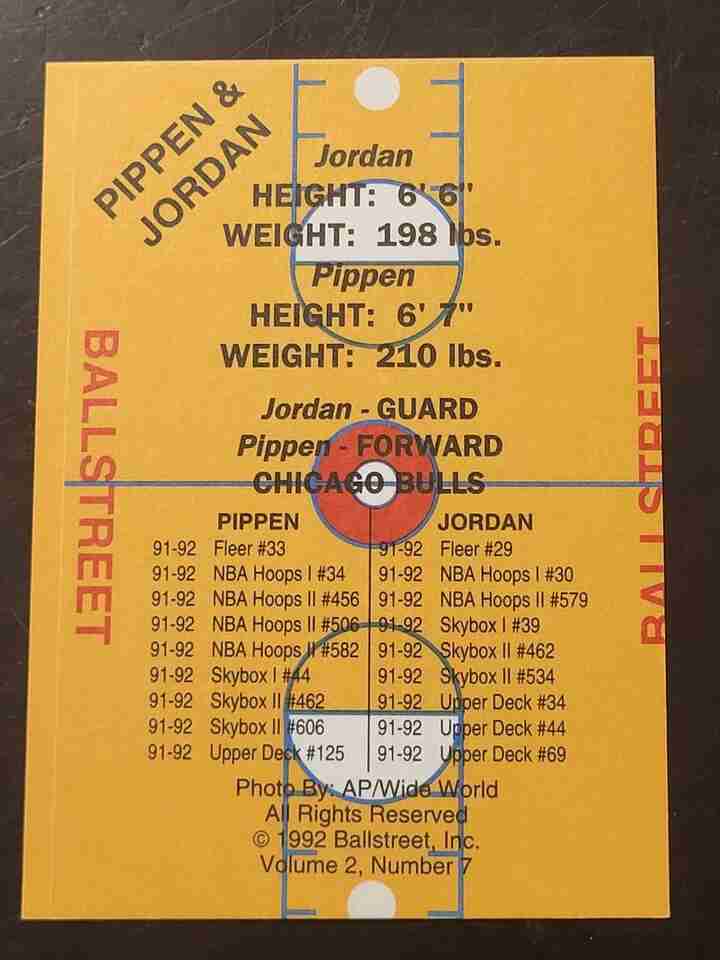 PIPPEN &
JORDAN
Jordan
HEIGHT: 6' 6"
WEIGHT: 198 lbs.
Pippen
HEIGHT: 6' 7"
WEIGHT: 210 lbs.
Jordan - GUARD
Pippen - FORWARD
CHICAGO BULLS
BALLSTREET
BALLSTREET
PIPPEN JORDAN
91-92 Fleer #33 91-92 Fleer #29
91-92 NBA Hoops I #34 91-92 NBA Hoops I #30
91-92 NBA Hoops II #456 91-92 NBA Hoops II #579
91-92 NBA Hoops II #506 91-92 Skybox I #39
91-92 NBA Hoops II #582 91-92 Skybox II #462
91-92 Skybox I #44 91-92 Skybox II #534
91-92 Skybox II #462 91-92 Upper Deck #34
91-92 Skybox II #606 91-92 Upper Deck #44
91-92 Upper Deck #125 91-92 Upper Deck #69
Photo By: AP/Wide World
All Rights Reserved
© 1992 Ballstreet, Inc.
Volume 2, Number 7